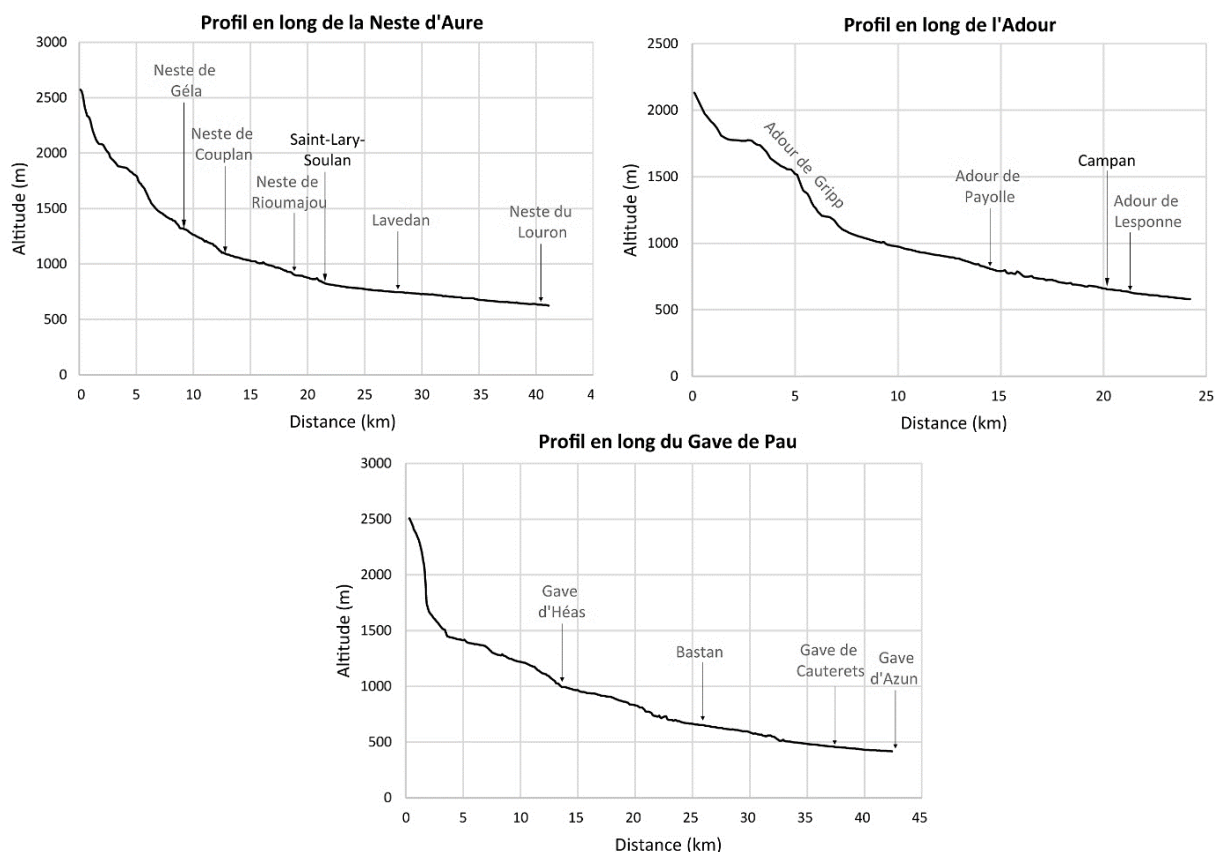 Profil en long de la Neste d'Aure
3000
2500
2000
1500
1000
500
0
Altitude (m)
Neste de
Géla
Neste de
Couplan
Neste de
Rioumajou
Saint-Lary-
Soulan
Lavedan
Neste du
Louron
0 5 10 15 20 25 30 35 40 4
Distance (km)
Profil en long de l'Adour
2500
2000
1500
1000
500
0
Altitude (m)
Adour de Gripp
Adour de
Payolle
Campan
Adour de
Lesponne
0 5 10 15 20 25
Distance (km)
Profil en long du Gave de Pau
3000
2500
2000
1500
1000
500
0
Altitude (m)
Gave
d'Héas
Bastan
Gave de
Cauterets
Gave
d'Azun
0 5 10 15 20 25 30 35 40 45
Distance (km)